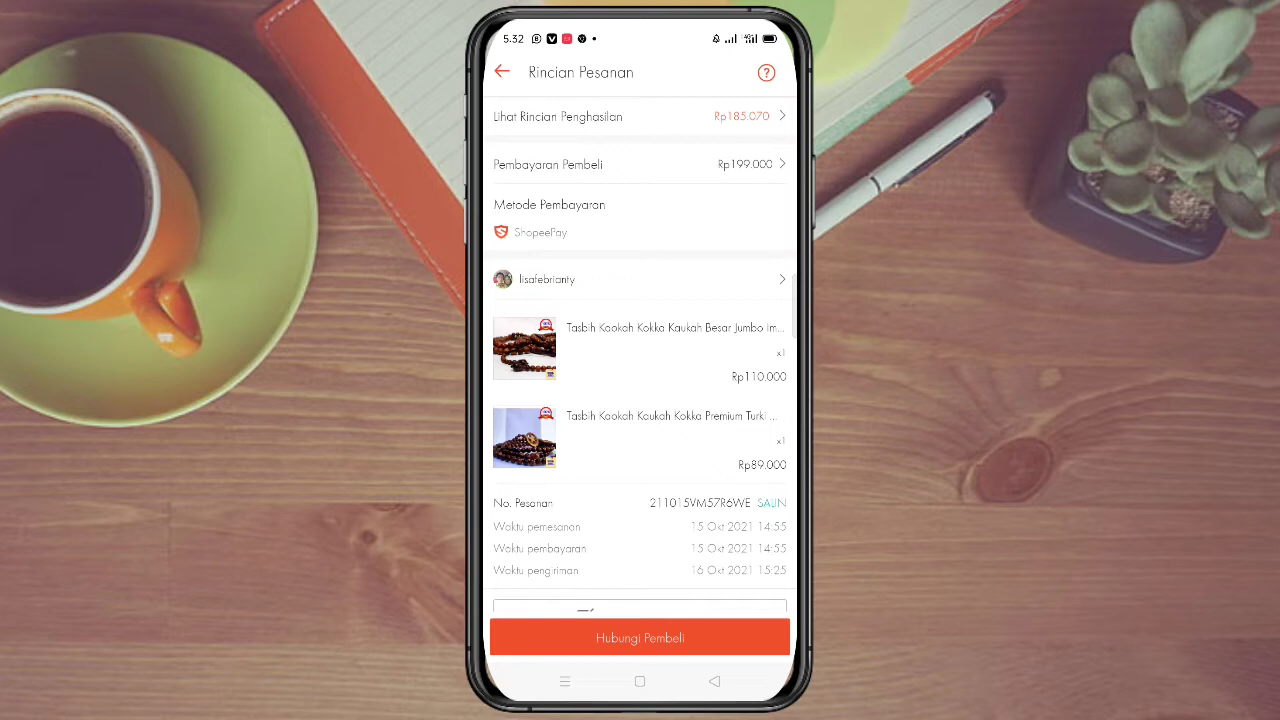 5.32
Rincian Pesanan
Lihat Rincian Penghasilan Rp185.070
Pembayaran Pembeli Rp199.000
Metode Pembayaran
ShopeePay
lisafebrianty
Tasbih Kaokah Kokka Kaukah Besar Jumbo Im...
x1
Rp110.000
Tasbih Kaokah Kaukah Kokka Premium Turki ...
x1
Rp89.000
No. Pesanan 211015VM57R6WE SALIN
Waktu pemesanan 15 Okt 2021 14:55
Waktu pembayaran 15 Okt 2021 14:55
Waktu pengiriman 16 Okt 2021 15:25
Hubungi Pembeli